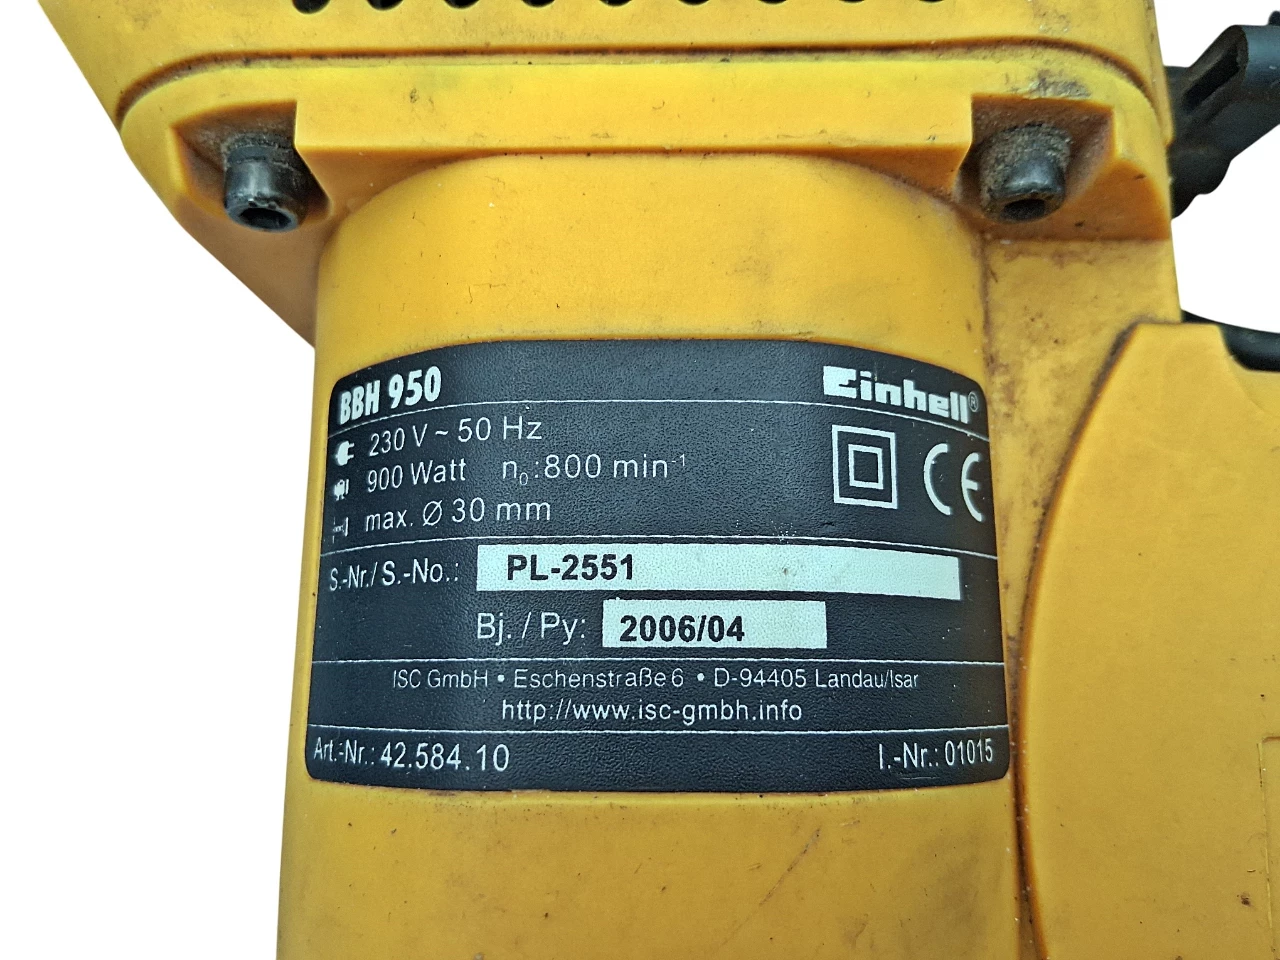 BBH 950
Einhell®
230 V ~ 50 Hz
900 Watt n₀:800 min⁻¹
max. Ø 30 mm
CE
S.-Nr./ S.-No.: PL-2551
Bj. / Py: 2006/04
ISC GmbH • Eschenstraße 6 • D-94405 Landau/Isar
http://www.isc-gmbh.info
Art.-Nr.: 42.584.10 I.-Nr.: 01015